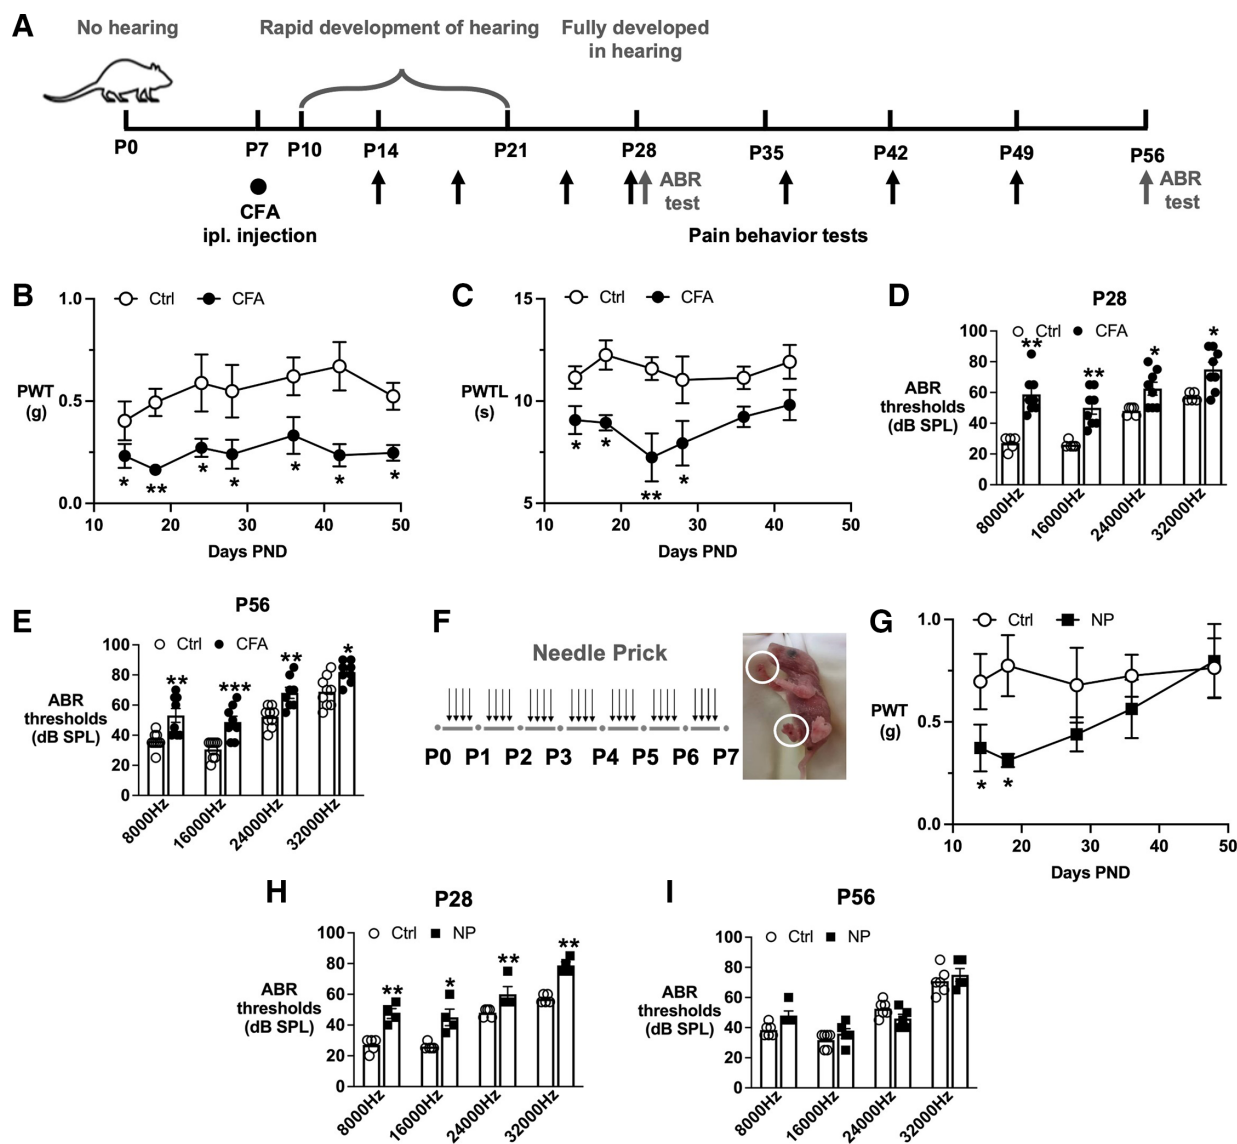 A
No hearing
Rapid development of hearing
Fully developed
in hearing
P0
P7
P10
P14
P21
P28
P35
P42
P49
P56
CFA
ipl. injection
ABR
test
Pain behavior tests
ABR
test
B
Ctrl
CFA
PWT
(g)
1.0
0.5
0.0
*
**
*
*
*
*
*
10
20
30
40
50
Days PND
C
Ctrl
CFA
PWTL
(s)
15
10
5
*
*
**
*
10
20
30
40
50
Days PND
D
P28
Ctrl
CFA
ABR
thresholds
(dB SPL)
100
80
60
40
20
0
**
**
*
*
8000Hz
16000Hz
24000Hz
32000Hz
E
P56
Ctrl
CFA
ABR
thresholds
(dB SPL)
100
80
60
40
20
0
**
***
**
*
8000Hz
16000Hz
24000Hz
32000Hz
F
Needle Prick
P0 P1 P2 P3 P4 P5 P6 P7
G
Ctrl
NP
PWT
(g)
1.0
0.5
0.0
*
*
10
20
30
40
50
Days PND
H
P28
Ctrl
NP
ABR
thresholds
(dB SPL)
100
80
60
40
20
0
**
*
**
**
8000Hz
16000Hz
24000Hz
32000Hz
I
P56
Ctrl
NP
ABR
thresholds
(dB SPL)
100
80
60
40
20
0
8000Hz
16000Hz
24000Hz
32000Hz